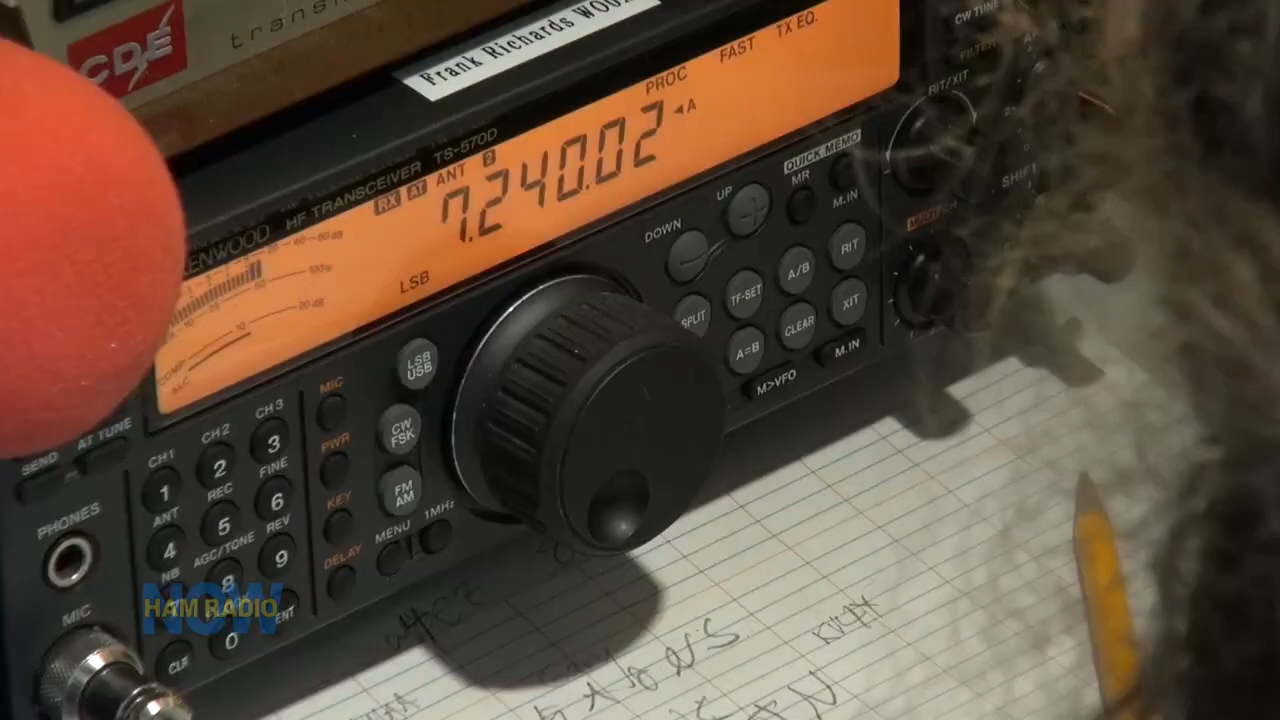 CDE
Frank Richards
KENWOOD HF TRANSCEIVER TS-570D
PROC FAST TX EQ.
RX AT ANT 2
7.240.02 ◄A
LSB
100W
COMP
CW TUNE
FILTER
RIT/XIT
SHIFT
QUICK MEMO
MR
M.IN
DOWN
UP
SPLIT
TF-SET
A/B
RIT
A=B
CLEAR
XIT
M>VFO
M.IN
SEND
AT TUNE
PHONES
MIC
CH1
CH2
CH3
1
2
3
ANT
REC
FINE
4
5
6
NB
AGC/TONE
REV
8
9
0
ENT
CLR
MIC
PWR
KEY
DELAY
LSB
USB
CW
FSK
FM
AM
MENU
1MHz
NOW
HAM RADIO